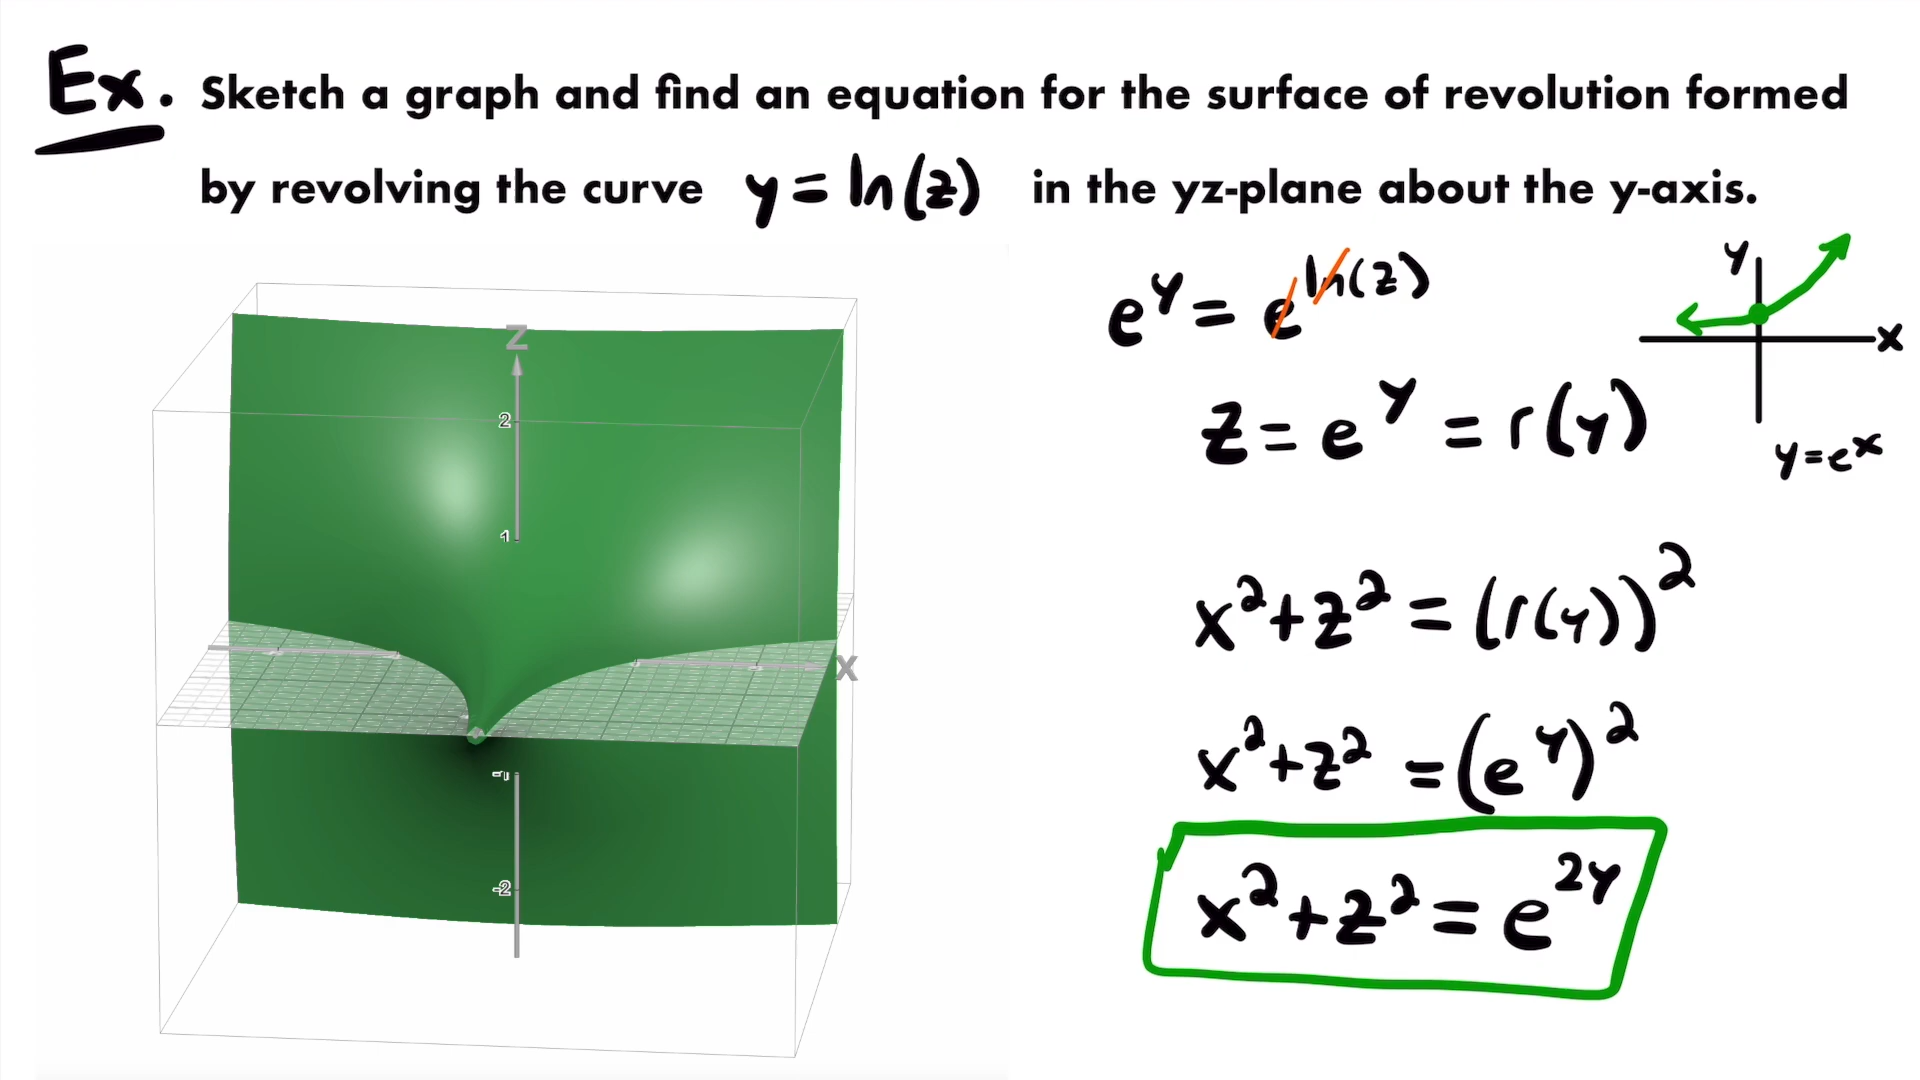 Ex. Sketch a graph and find an equation for the surface of revolution formed
by revolving the curve y = ln(z) in the yz-plane about the y-axis.
e^y = e^ln(z)
y
x
y=e^x
z = e^y = r(y)
x²+z² = (r(y))²
x²+z² = (e^y)²
x²+z² = e^2y
z
2
1
x
-1
-2